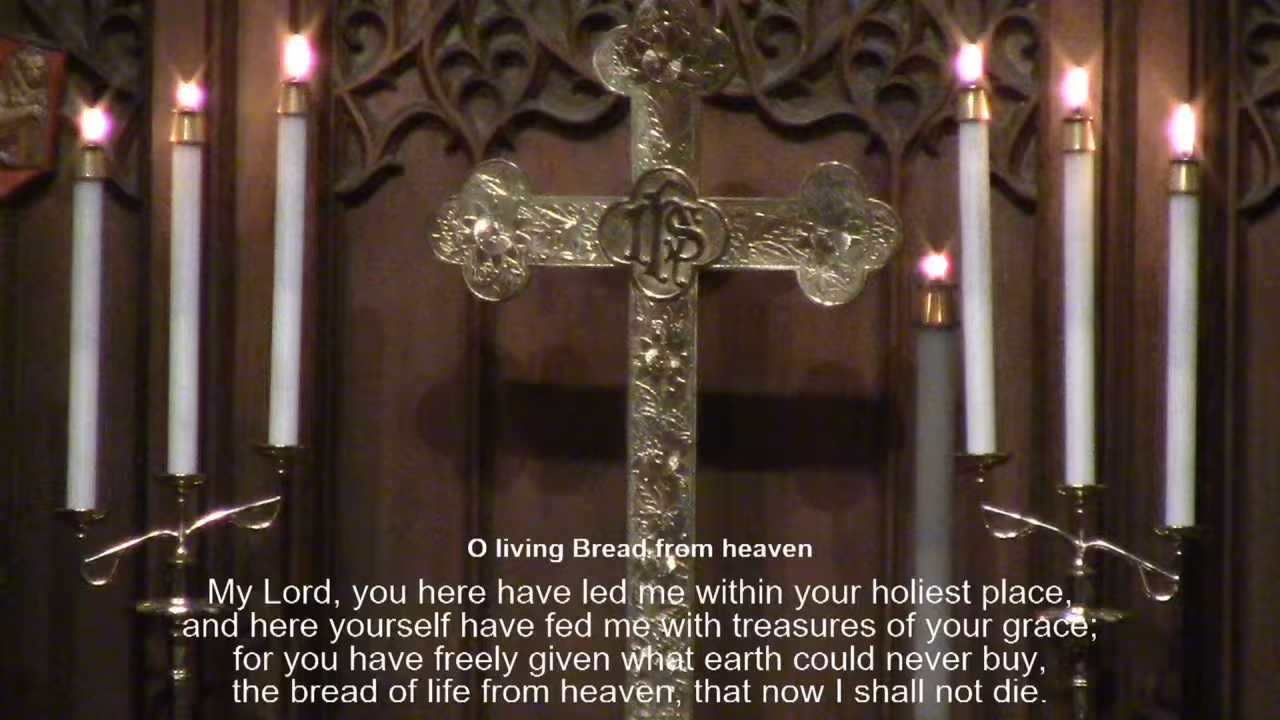 IHS
O living Bread from heaven
My Lord, you here have led me within your holiest place,
and here yourself have fed me with treasures of your grace;
for you have freely given what earth could never buy,
the bread of life from heaven, that now I shall not die.